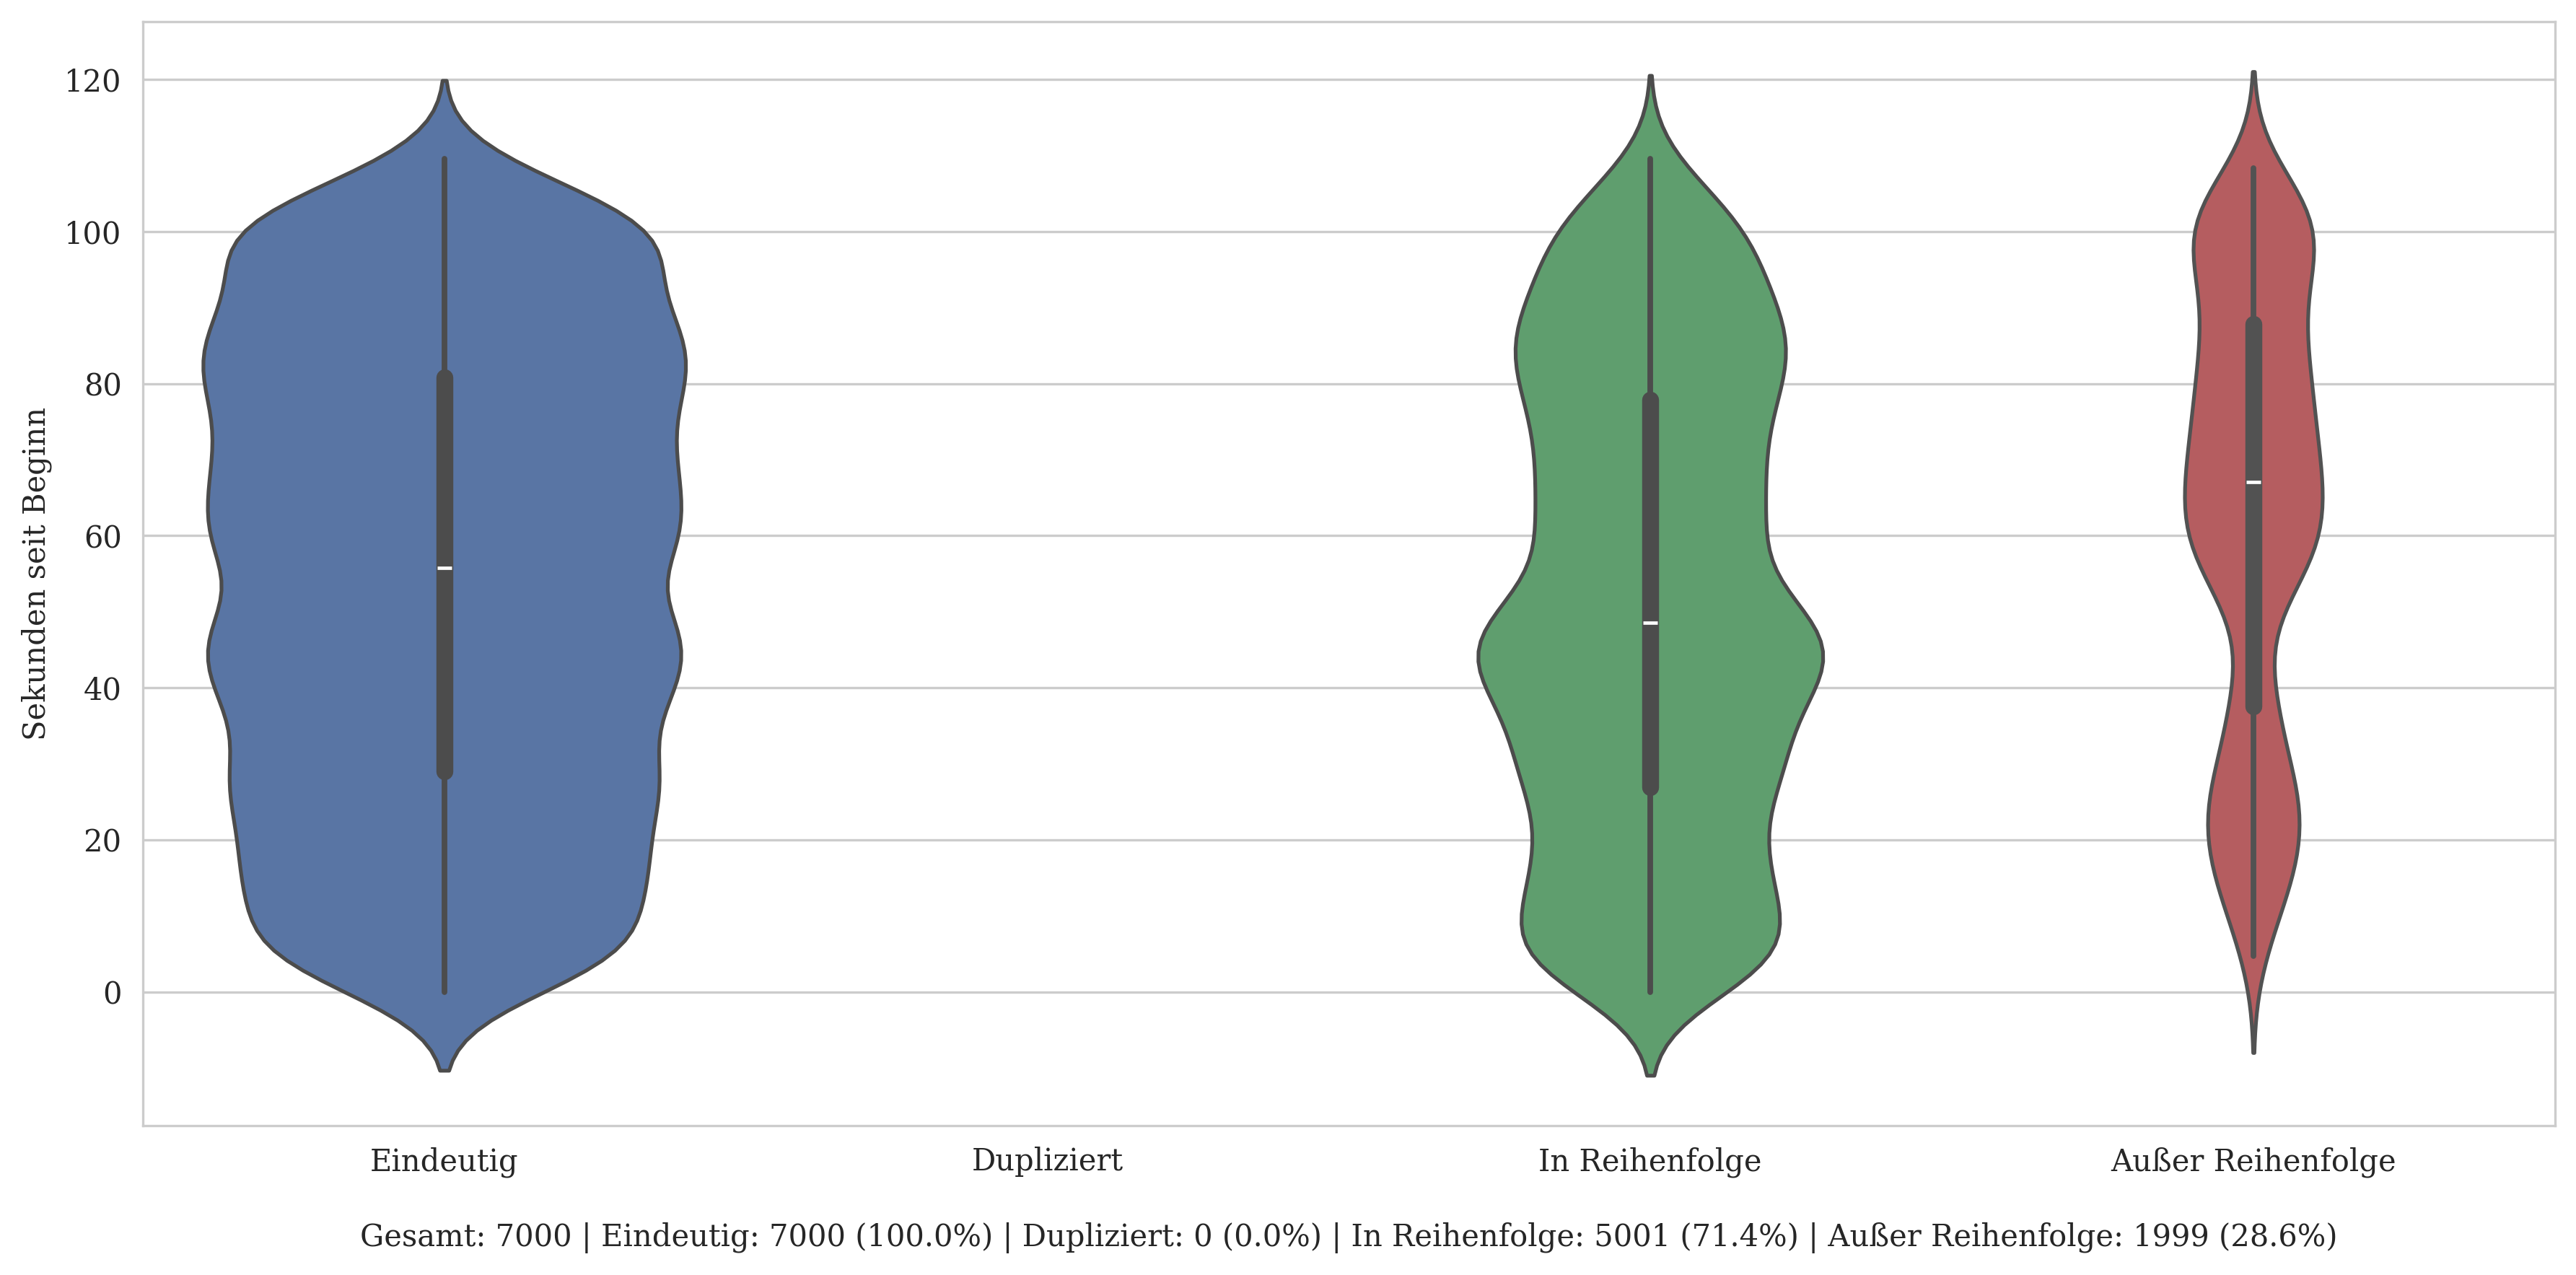 120
100
80
60
40
20
0
Sekunden seit Beginn
Eindeutig
Dupliziert
In Reihenfolge
Außer Reihenfolge
Gesamt: 7000 | Eindeutig: 7000 (100.0%) | Dupliziert: 0 (0.0%) | In Reihenfolge: 5001 (71.4%) | Außer Reihenfolge: 1999 (28.6%)